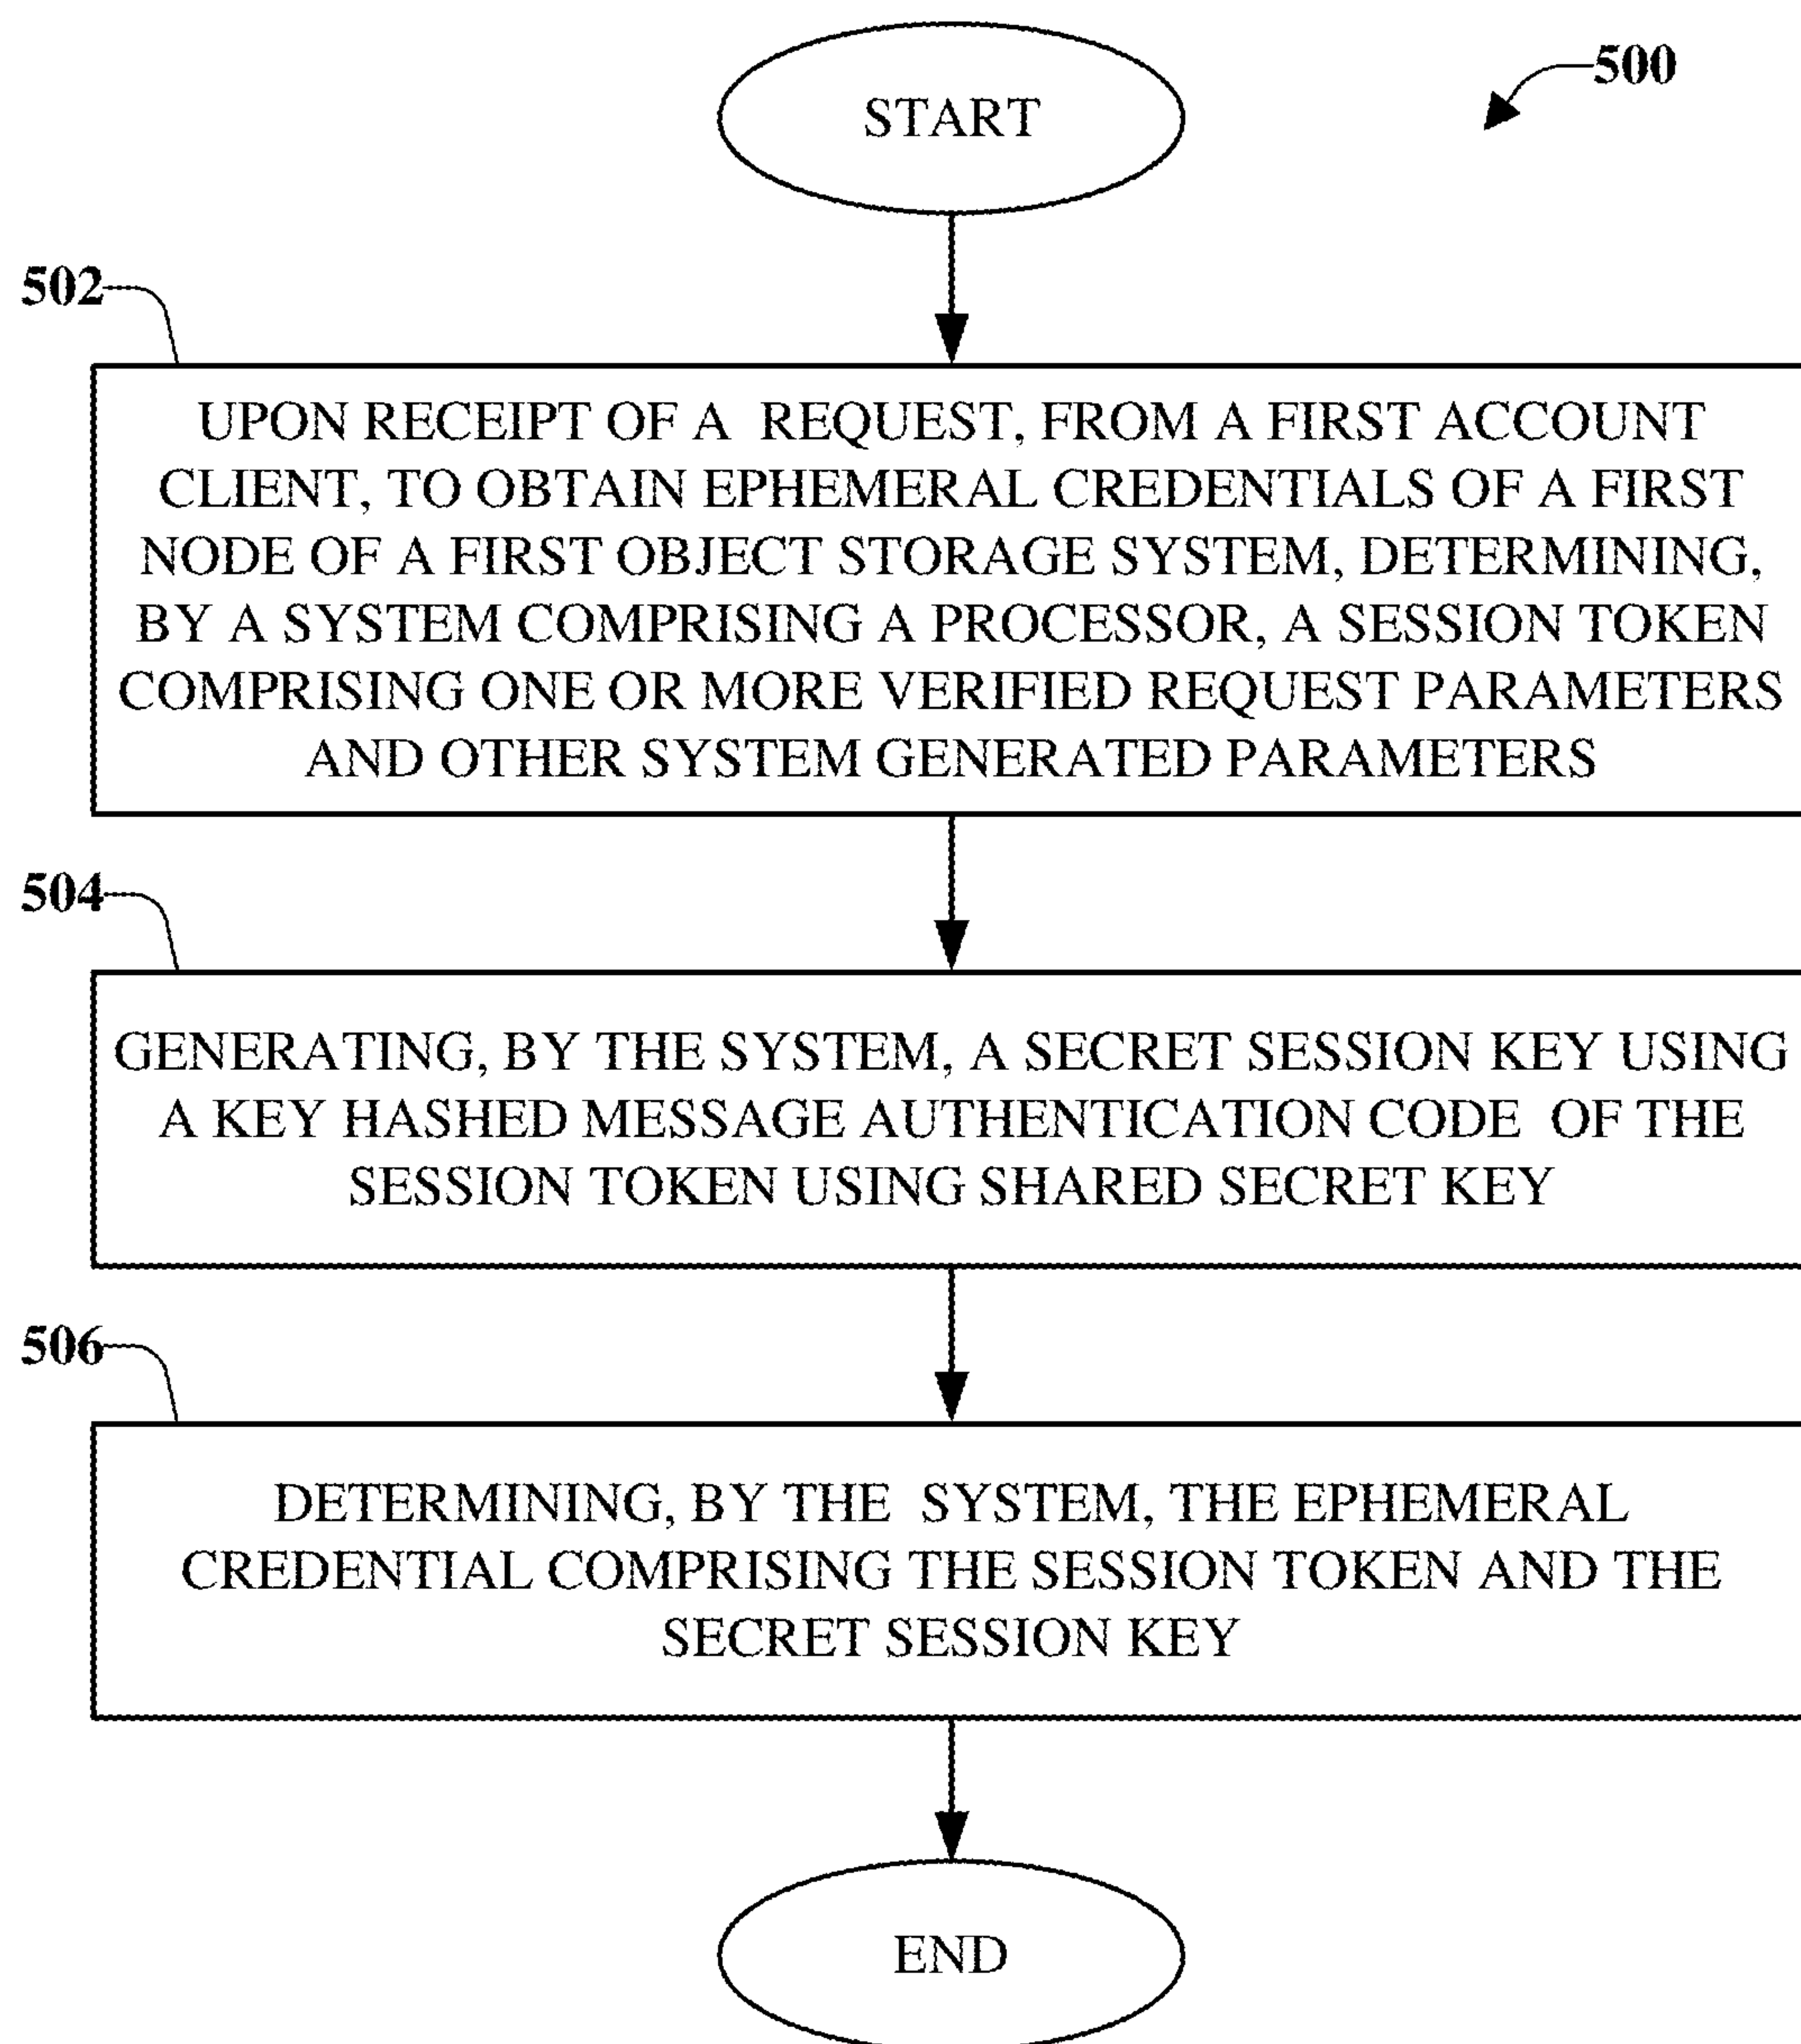 START
500
502
UPON RECEIPT OF A REQUEST, FROM A FIRST ACCOUNT
CLIENT, TO OBTAIN EPHEMERAL CREDENTIALS OF A FIRST
NODE OF A FIRST OBJECT STORAGE SYSTEM, DETERMINING,
BY A SYSTEM COMPRISING A PROCESSOR, A SESSION TOKEN
COMPRISING ONE OR MORE VERIFIED REQUEST PARAMETERS
AND OTHER SYSTEM GENERATED PARAMETERS
504
GENERATING, BY THE SYSTEM, A SECRET SESSION KEY USING
A KEY HASHED MESSAGE AUTHENTICATION CODE OF THE
SESSION TOKEN USING SHARED SECRET KEY
506
DETERMINING, BY THE SYSTEM, THE EPHEMERAL
CREDENTIAL COMPRISING THE SESSION TOKEN AND THE
SECRET SESSION KEY
END